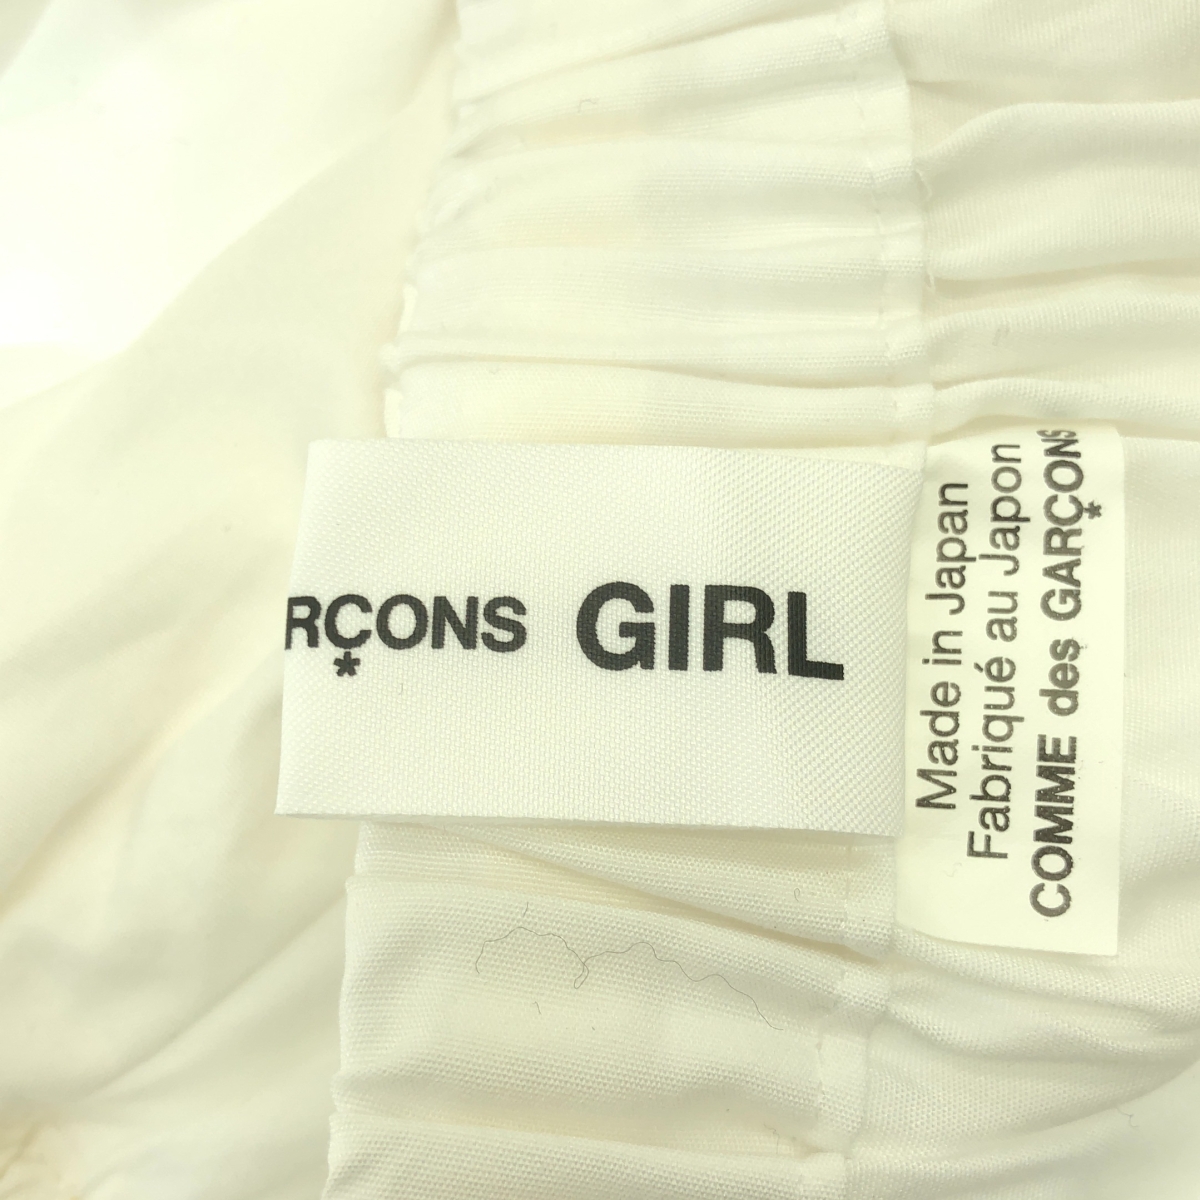 RÇONS GIRL
Made in Japan
Fabriqué au Japon
COMME des GARÇONS